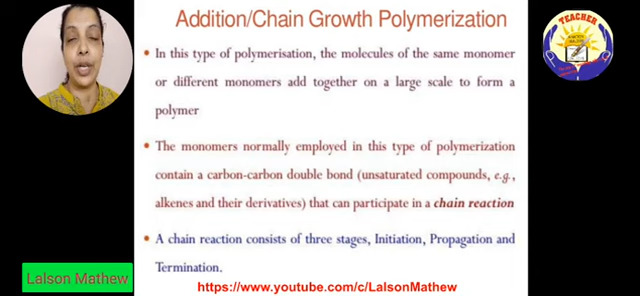 Addition/Chain Growth Polymerization
TEACHER
• In this type of polymerisation, the molecules of the same monomer
or different monomers add together on a large scale to form a
polymer
• The monomers normally employed in this type of polymerization
contain a carbon-carbon double bond (unsaturated compounds, e.g.,
alkenes and their derivatives) that can participate in a chain reaction
• A chain reaction consists of three stages, Initiation, Propagation and
Termination.
Lalson Mathew
https://www.youtube.com/c/LalsonMathew